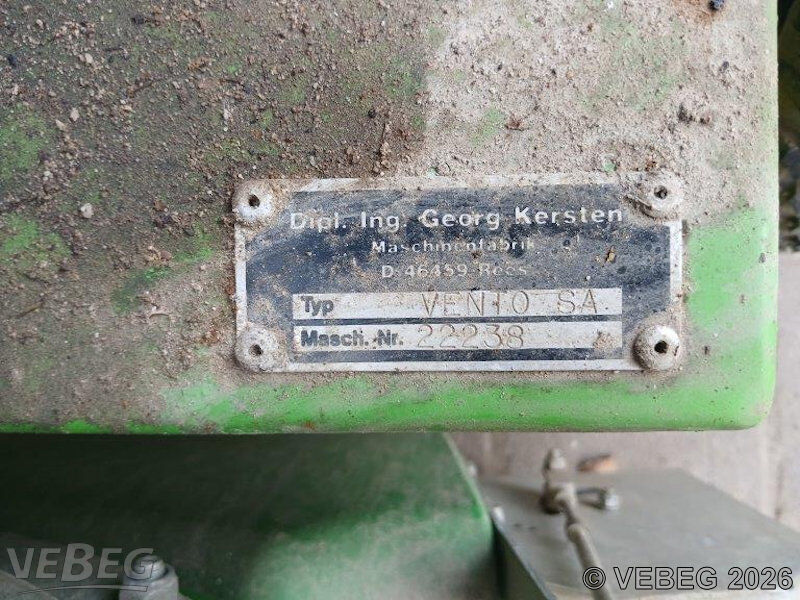 Dipl. Ing. Georg Kersten
Maschinenfabrik
D 46459 Rees
Typ VENTO SA
Masch. Nr. 22238
VEBEG
© VEBEG 2026